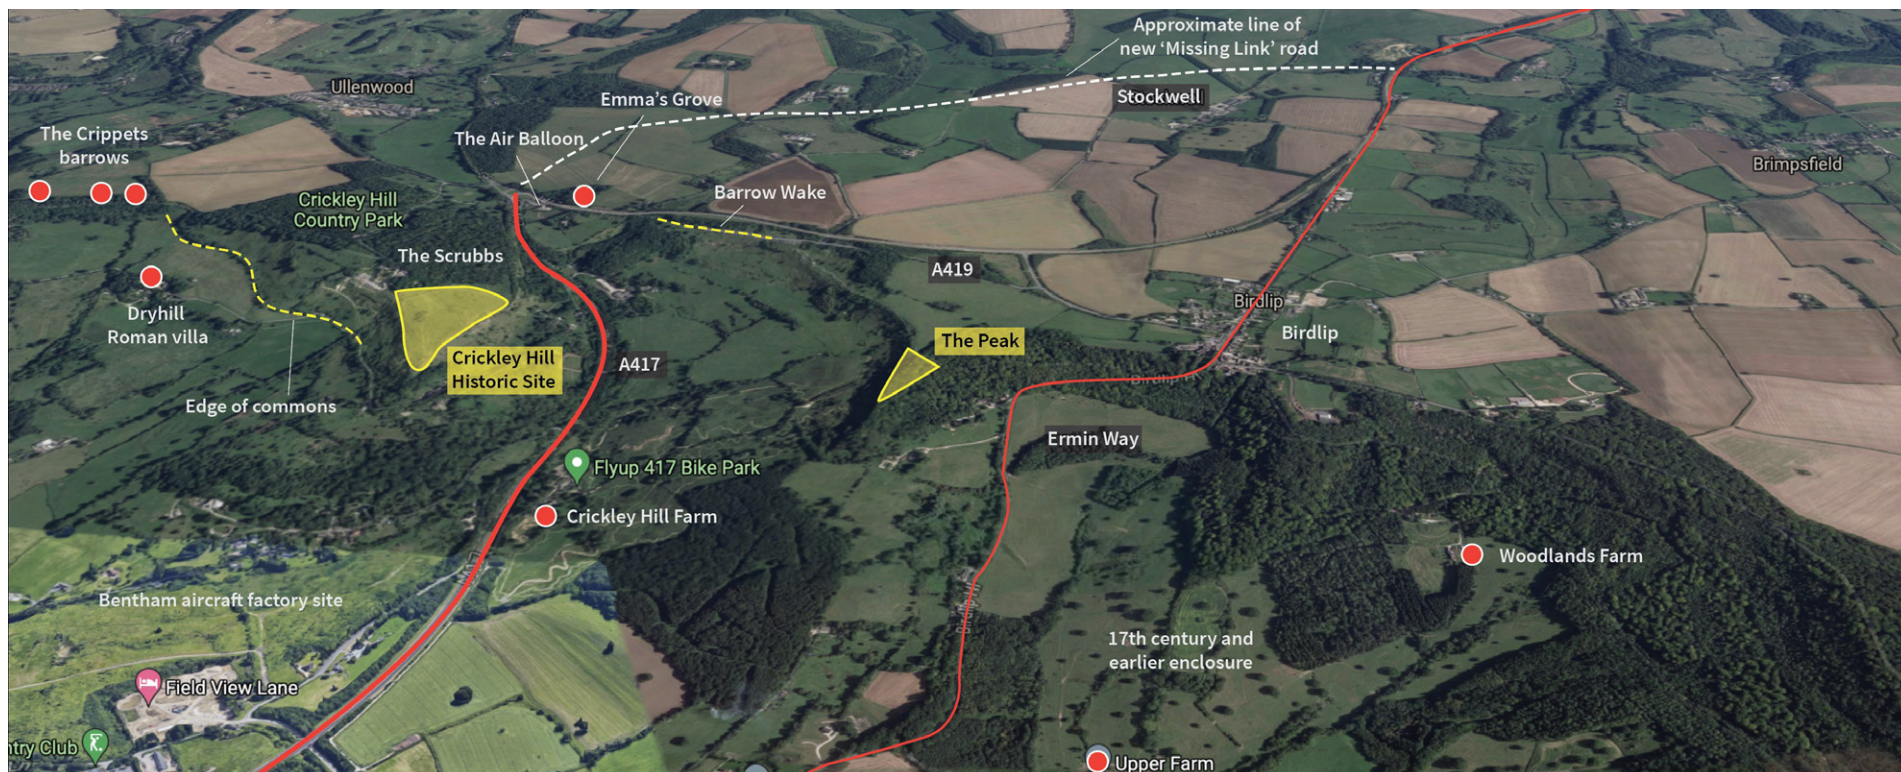 Approximate line of
new ‘Missing Link’ road
Ullenwood
Emma’s Grove
Stockwell
The Crippets
barrows
The Air Balloon
Brimpsfield
Barrow Wake
Crickley Hill
Country Park
The Scrubbs
A419
Birdlip
Dryhill
Roman villa
Birdlip
The Peak
Crickley Hill
Historic Site
A417
Edge of commons
Ermin Way
Flyup 417 Bike Park
Crickley Hill Farm
Woodlands Farm
Bentham aircraft factory site
17th century and
earlier enclosure
Field View Lane
ntry Club
Upper Farm